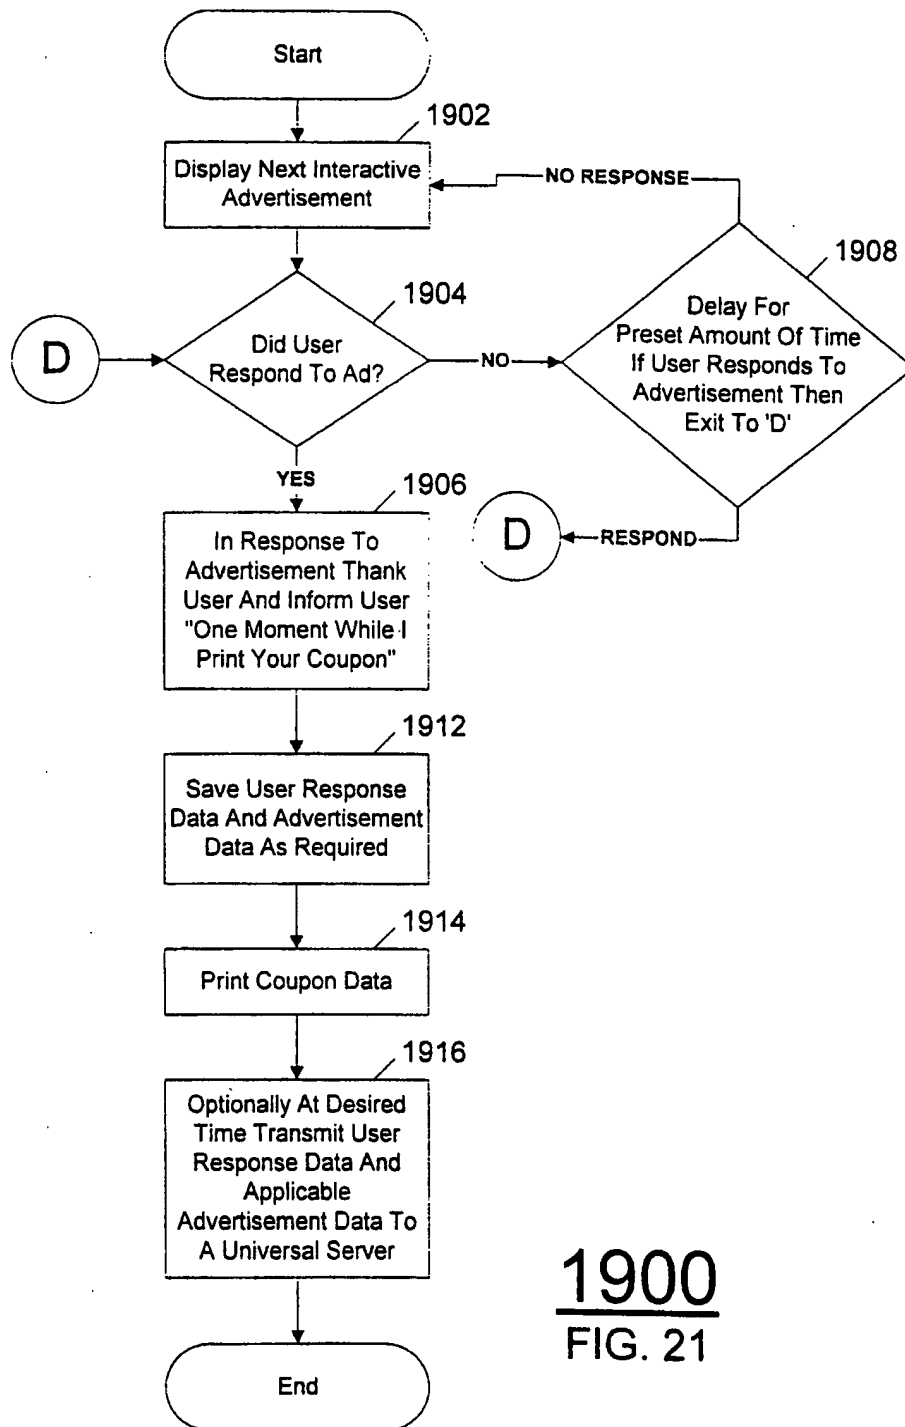 Start
1902
Display Next Interactive
Advertisement
NO RESPONSE
1908
1904
Delay For
Preset Amount Of Time
If User Responds To
Advertisement Then
Exit To 'D'
D
Did User
Respond To Ad?
NO
YES
1906
D
RESPOND
In Response To
Advertisement Thank
User And Inform User
"One Moment While I
Print Your Coupon"
1912
Save User Response
Data And Advertisement
Data As Required
1914
Print Coupon Data
1916
Optionally At Desired
Time Transmit User
Response Data And
Applicable
Advertisement Data To
A Universal Server
1900
FIG. 21
End